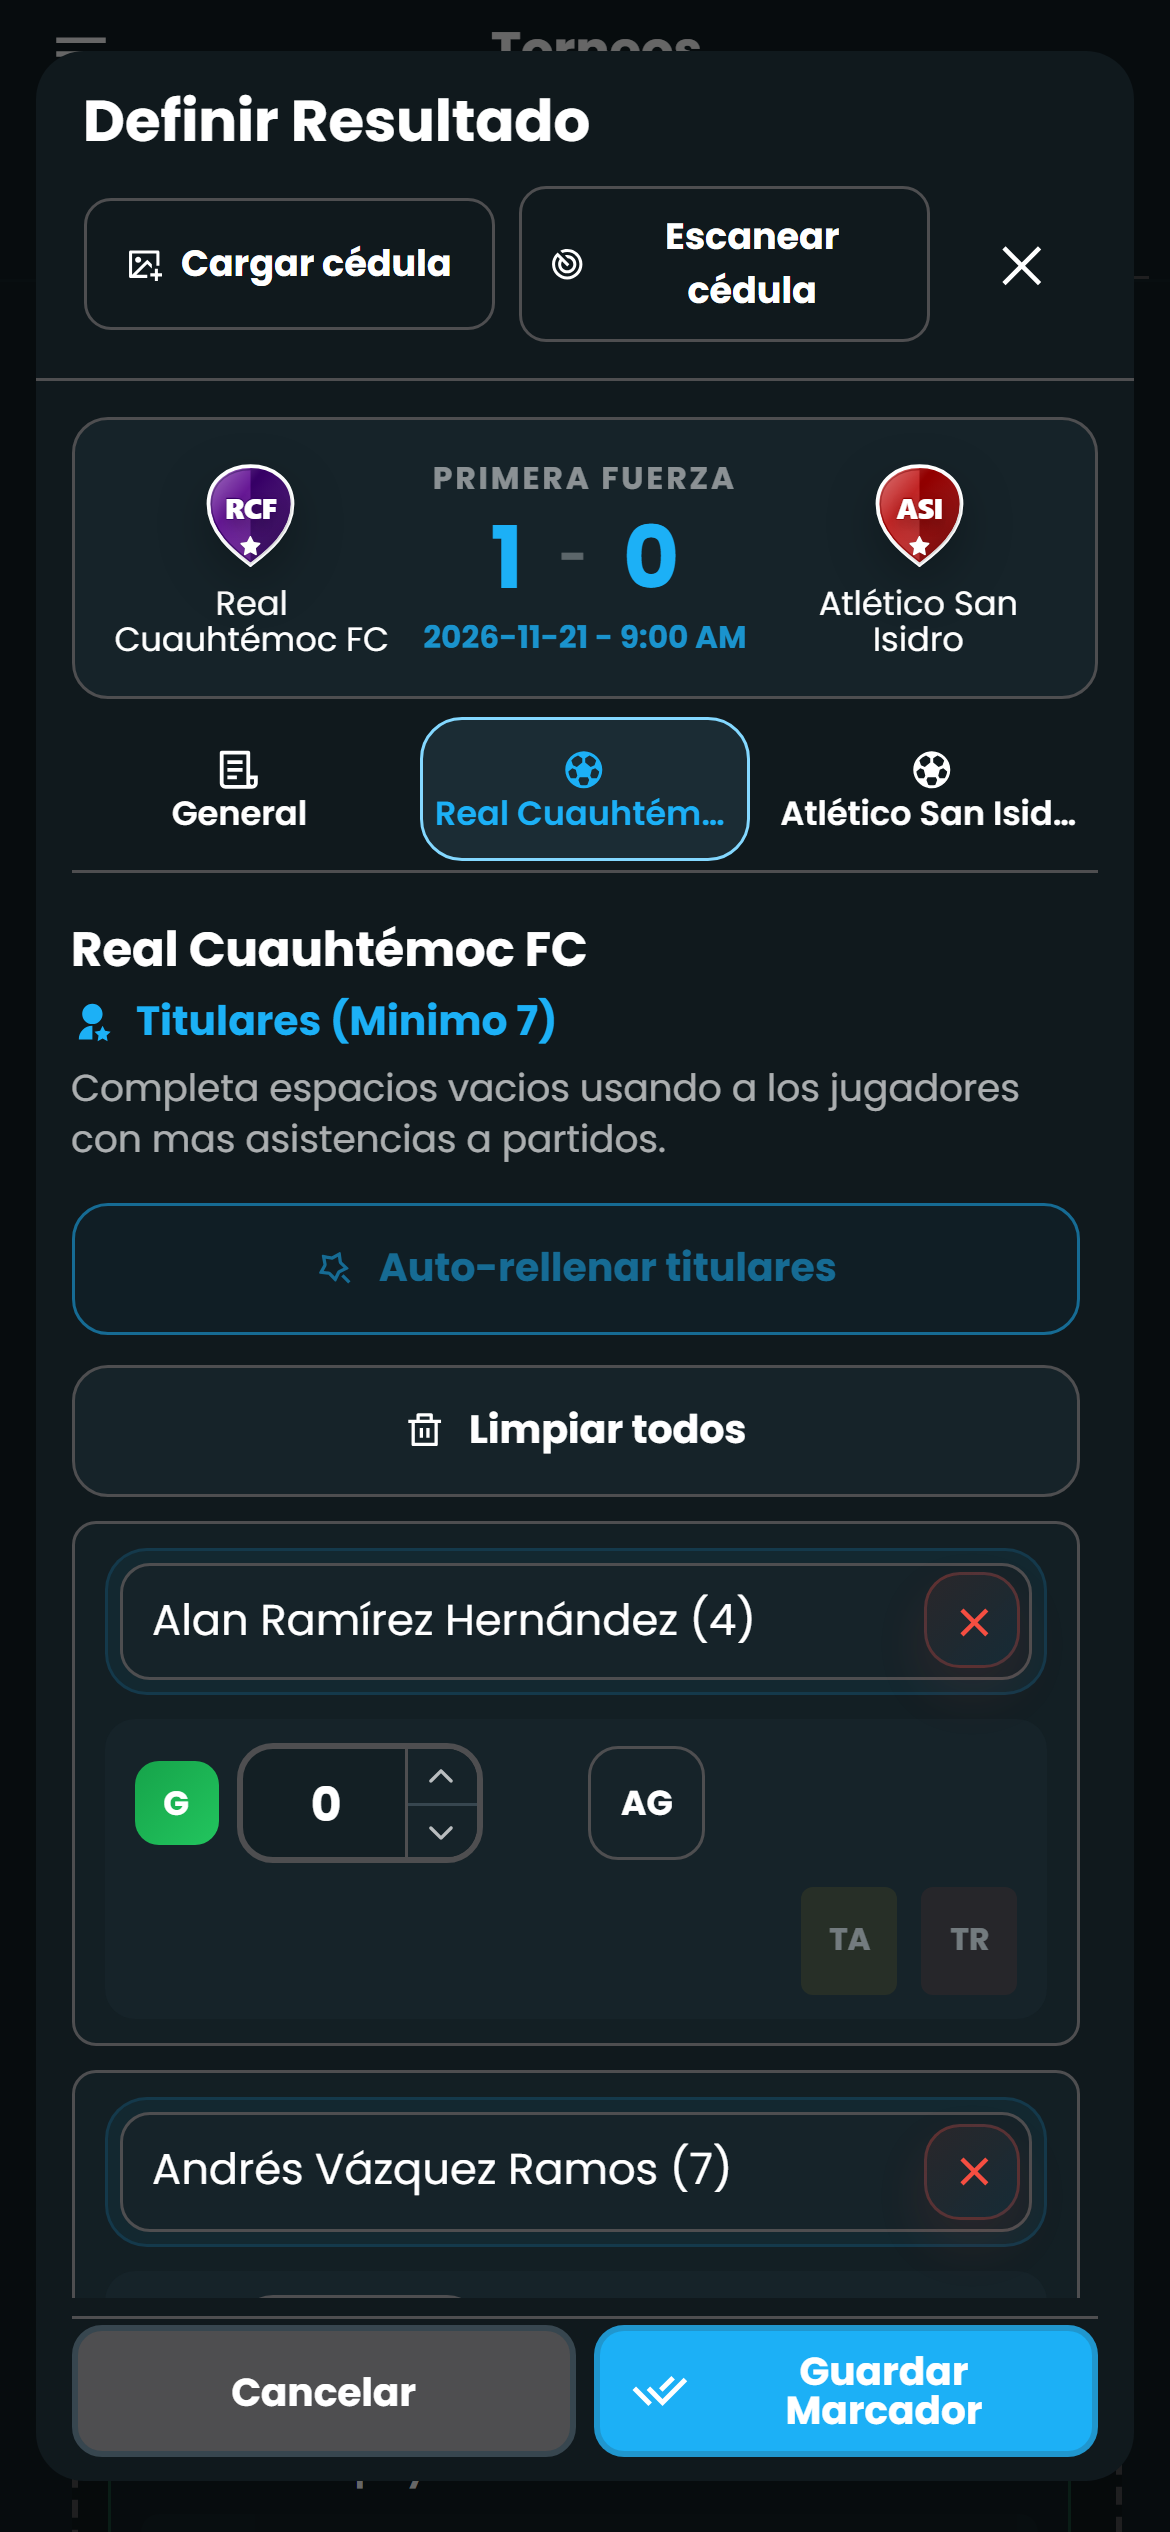 Torneos
Definir Resultado
Cargar cédula
Escanear
cédula
PRIMERA FUERZA
RCF
1 - 0
ASI
Real
Cuauhtémoc FC
2026-11-21 - 9:00 AM
Atlético San
Isidro
General
Real Cuauhtém...
Atlético San Isid...
Real Cuauhtémoc FC
Titulares (Minimo 7)
Completa espacios vacios usando a los jugadores
con mas asistencias a partidos.
Auto-rellenar titulares
Limpiar todos
Alan Ramírez Hernández (4)
G
0
AG
TA
TR
Andrés Vázquez Ramos (7)
Cancelar
Guardar
Marcador